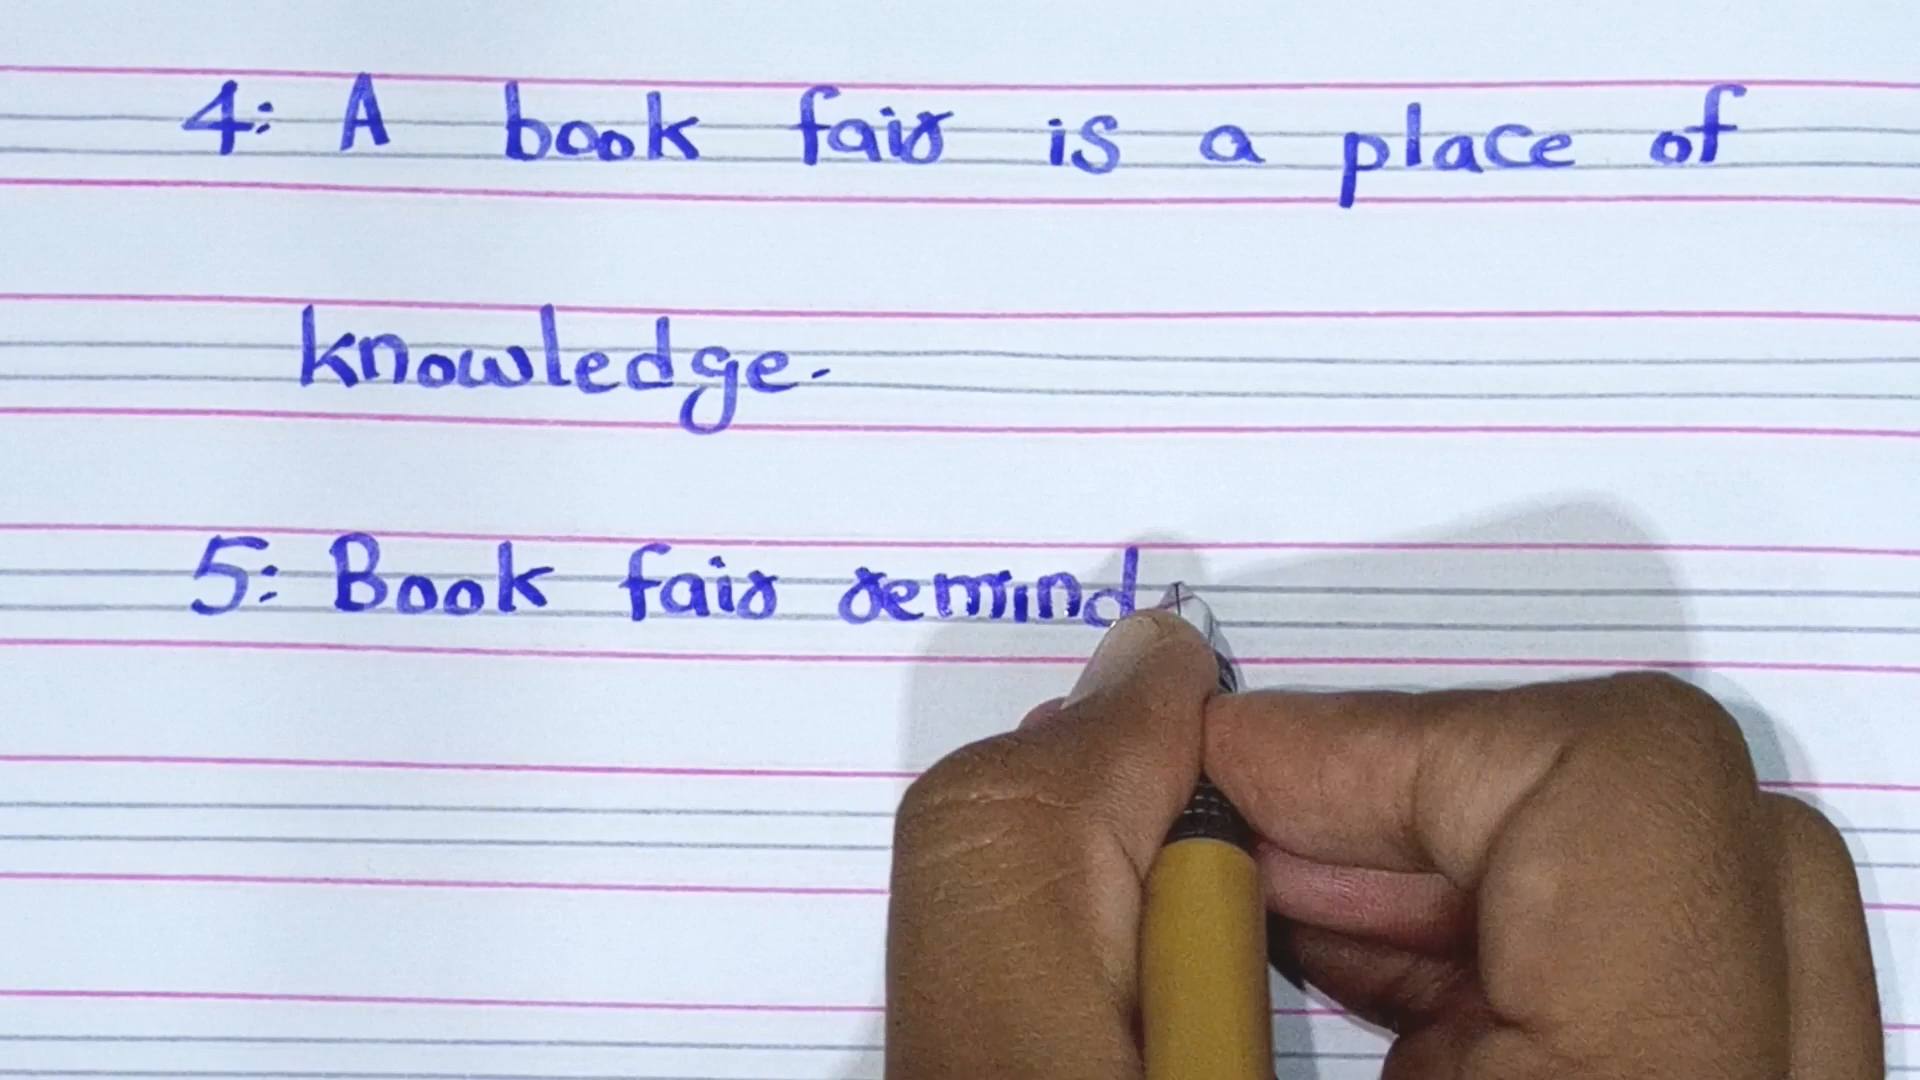 4: A book fair is a place of
knowledge.
5: Book fair remind